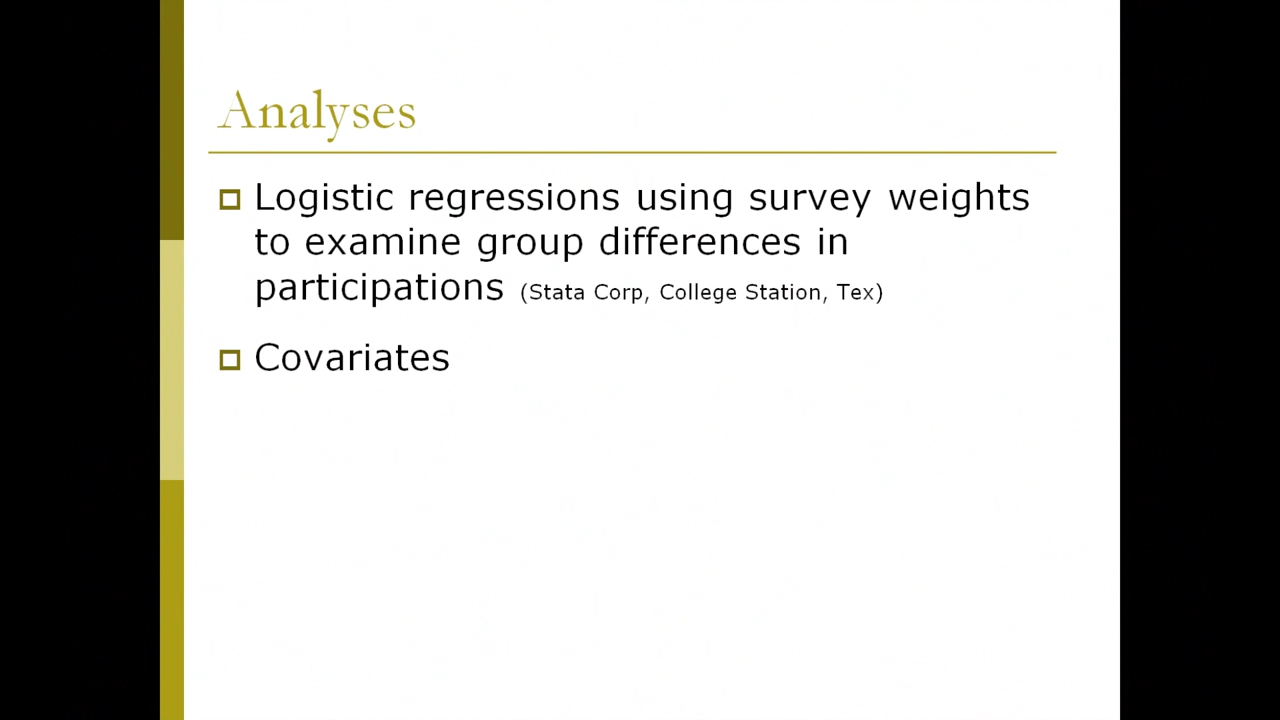 Analyses
Logistic regressions using survey weights
to examine group differences in
participations (Stata Corp, College Station, Tex)
Covariates